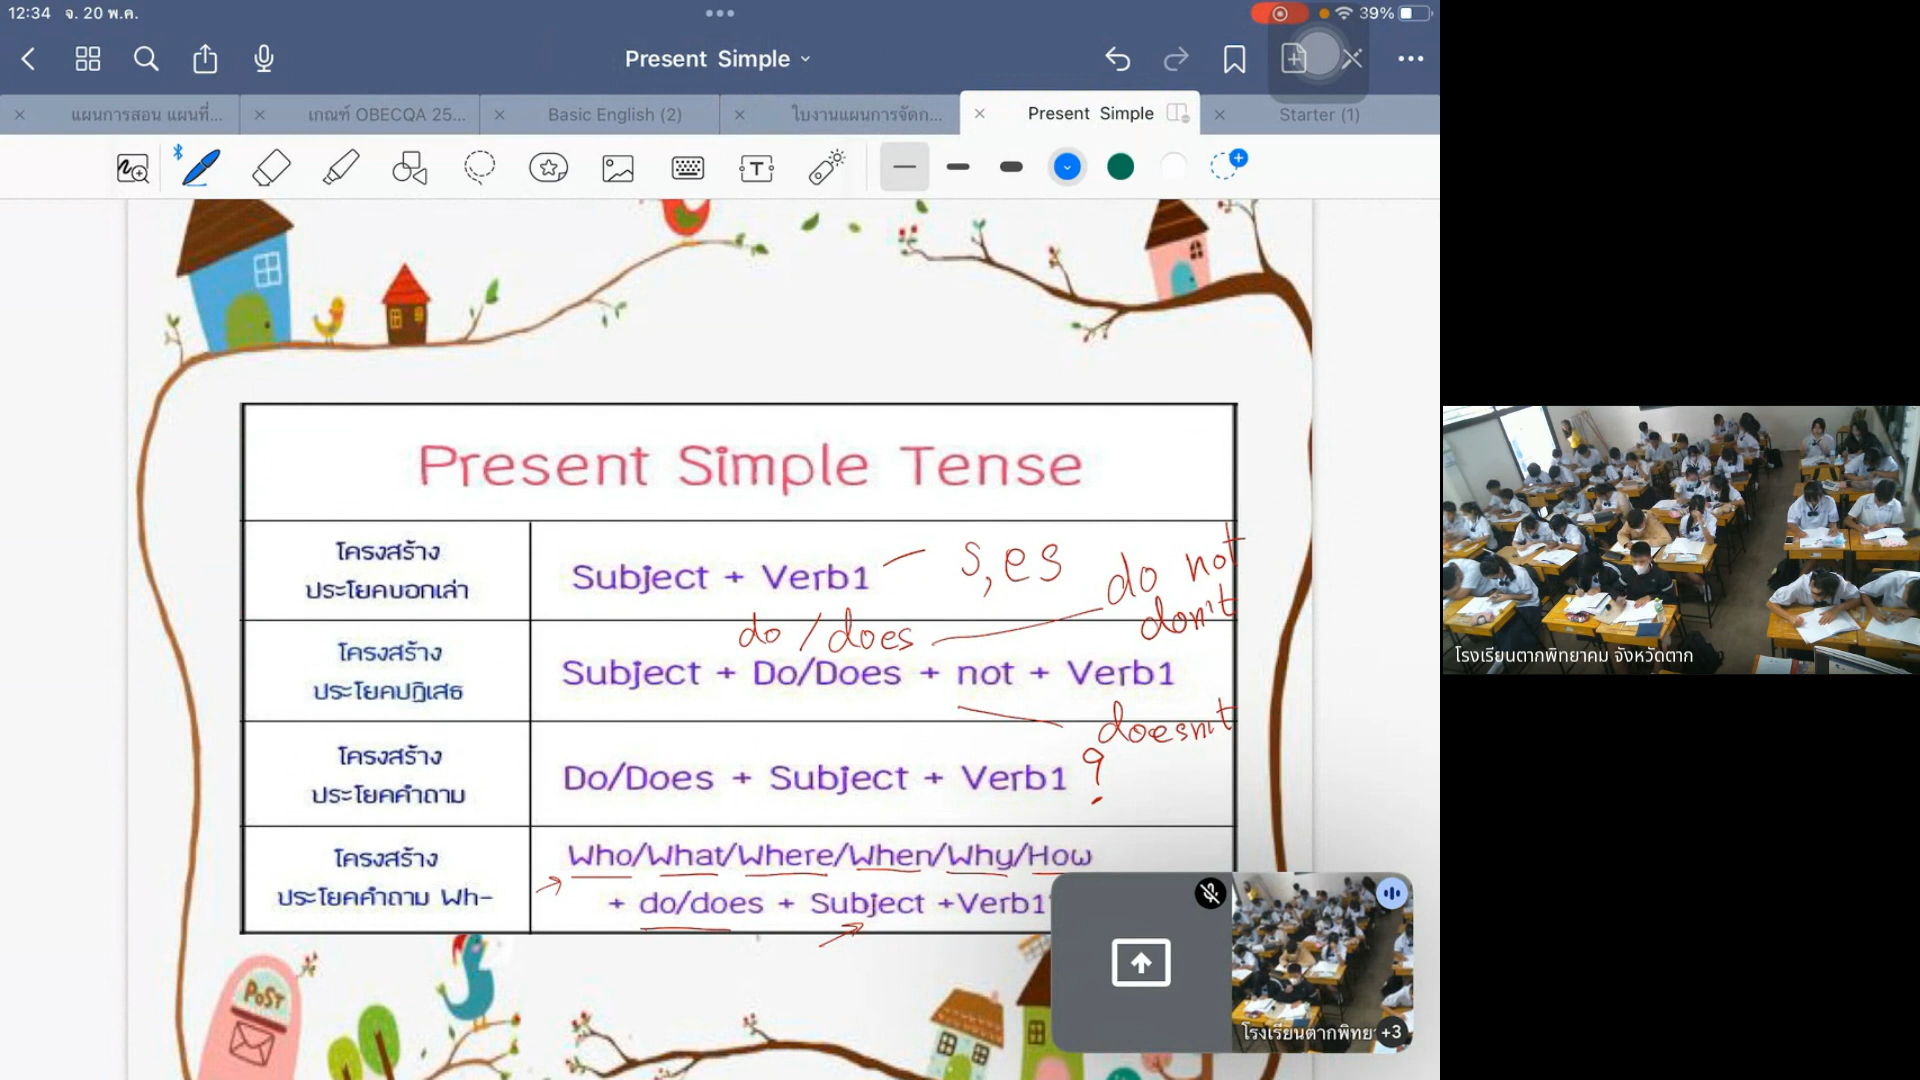 12:34 จ. 20 พ.ค.
39%
Present Simple
แผนการสอน แผนที่...
เกณฑ์ OBECQA 25...
Basic English (2)
ใบงานแผนการจัดก...
Present Simple
Starter (1)
Present Simple Tense
โครงสร้าง
ประโยคบอกเล่า
Subject + Verb1
s, es
do not
don't
do / does
โครงสร้าง
ประโยคปฏิเสธ
Subject + Do/Does + not + Verb1
doesn't
โครงสร้าง
ประโยคคำถาม
Do/Does + Subject + Verb1 ?
โครงสร้าง
ประโยคคำถาม Wh-
Who/What/Where/When/Why/How
+ do/does + Subject +Verb1
POST
โรงเรียนตากพิทยาคม จังหวัดตาก
โรงเรียนตากพิทย +3